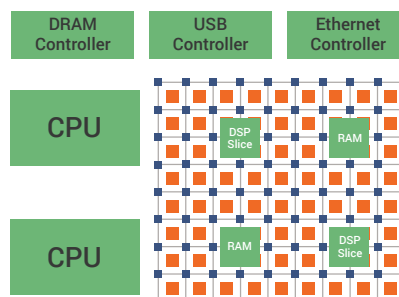 DRAM
Controller
USB
Controller
Ethernet
Controller
CPU
DSP
Slice
RAM
CPU
RAM
DSP
Slice